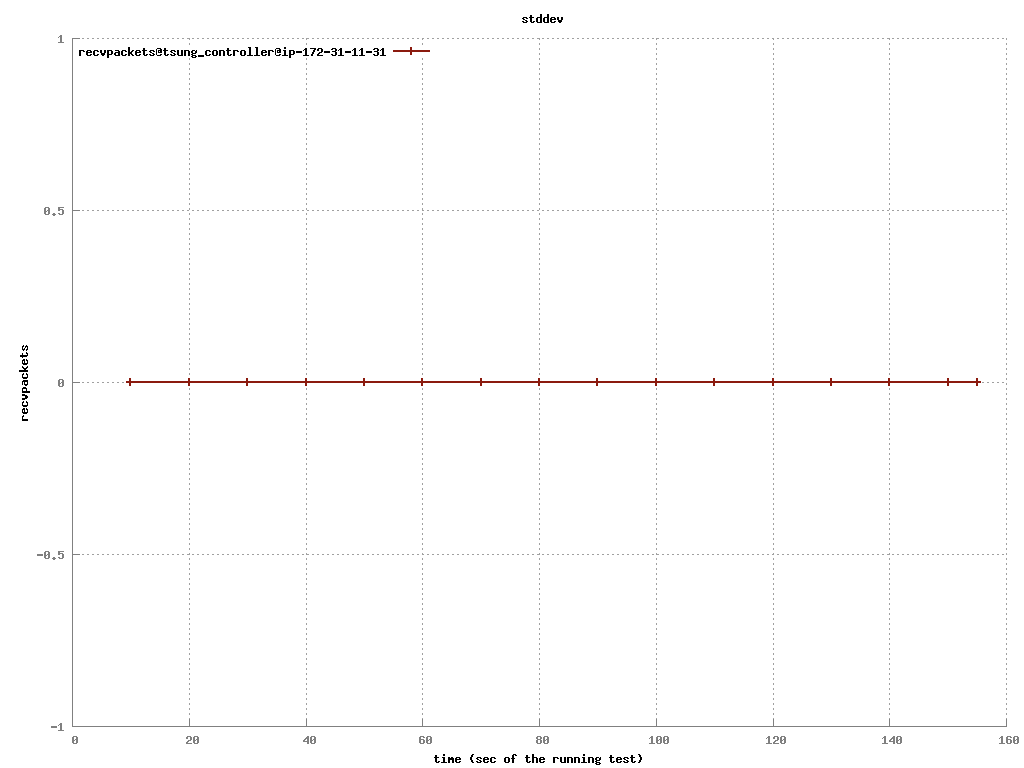 stddev
1
recvpackets@tsung_controller@ip-172-31-11-31
0.5
recvpackets
0
-0.5
-1
0 20 40 60 80 100 120 140 160
time (sec of the running test)